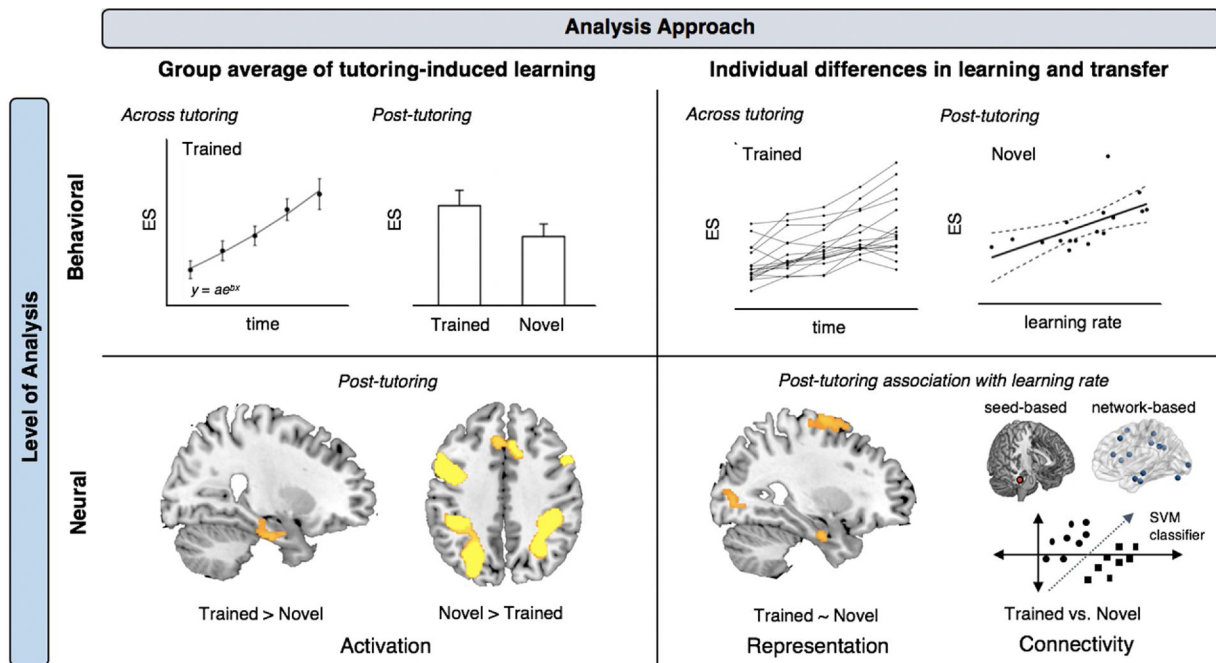 Analysis Approach
Group average of tutoring-induced learning
Individual differences in learning and transfer
Level of Analysis
Behavioral
Across tutoring
Post-tutoring
Trained
ES
y = ae^{bx}
time
ES
Trained
Novel
Across tutoring
Post-tutoring
Trained
ES
time
Novel
ES
learning rate
Neural
Post-tutoring
Trained > Novel
Novel > Trained
Activation
Post-tutoring association with learning rate
seed-based
network-based
SVM
classifier
Trained ~ Novel
Trained vs. Novel
Representation
Connectivity